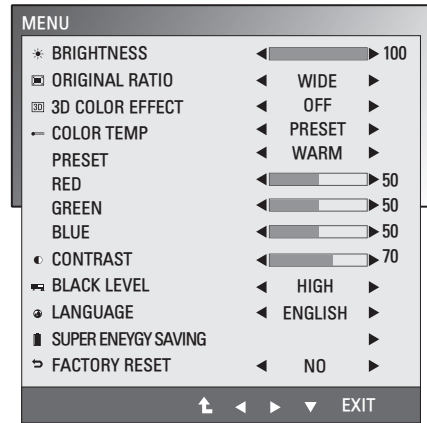 MENU
BRIGHTNESS 100
ORIGINAL RATIO WIDE
3D 3D COLOR EFFECT OFF
COLOR TEMP PRESET
PRESET WARM
RED 50
GREEN 50
BLUE 50
CONTRAST 70
BLACK LEVEL HIGH
LANGUAGE ENGLISH
SUPER ENEYGY SAVING
FACTORY RESET NO
EXIT